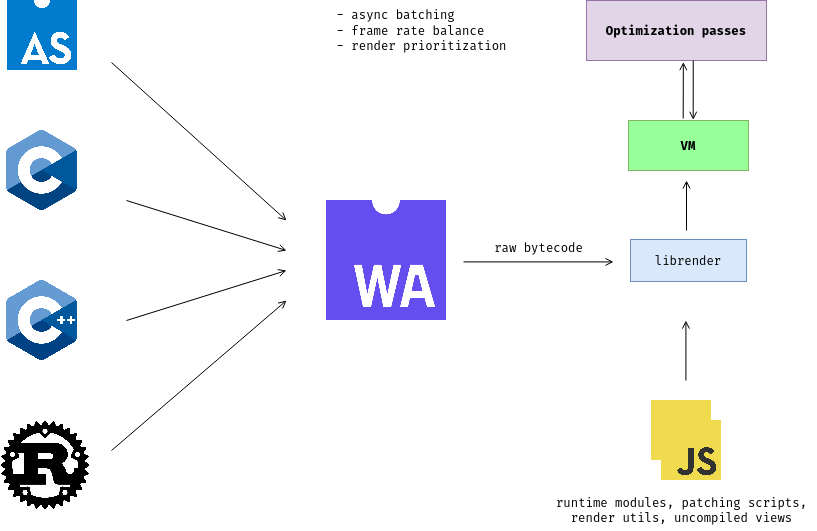 - async batching
- frame rate balance
- render prioritization
Optimization passes
AS
C
VM
WA
raw bytecode
librender
C++
R
JS
runtime modules, patching scripts,
render utils, uncompiled views